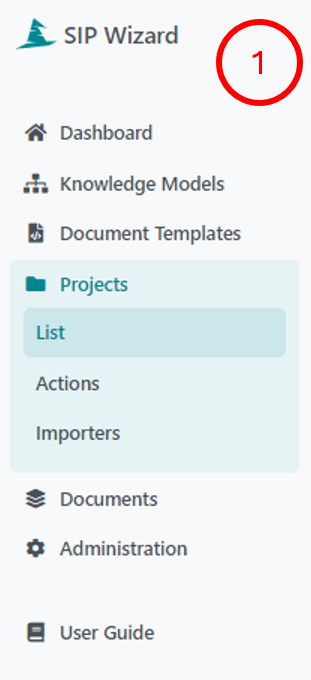 SIP Wizard
1
Dashboard
Knowledge Models
Document Templates
Projects
List
Actions
Importers
Documents
Administration
User Guide